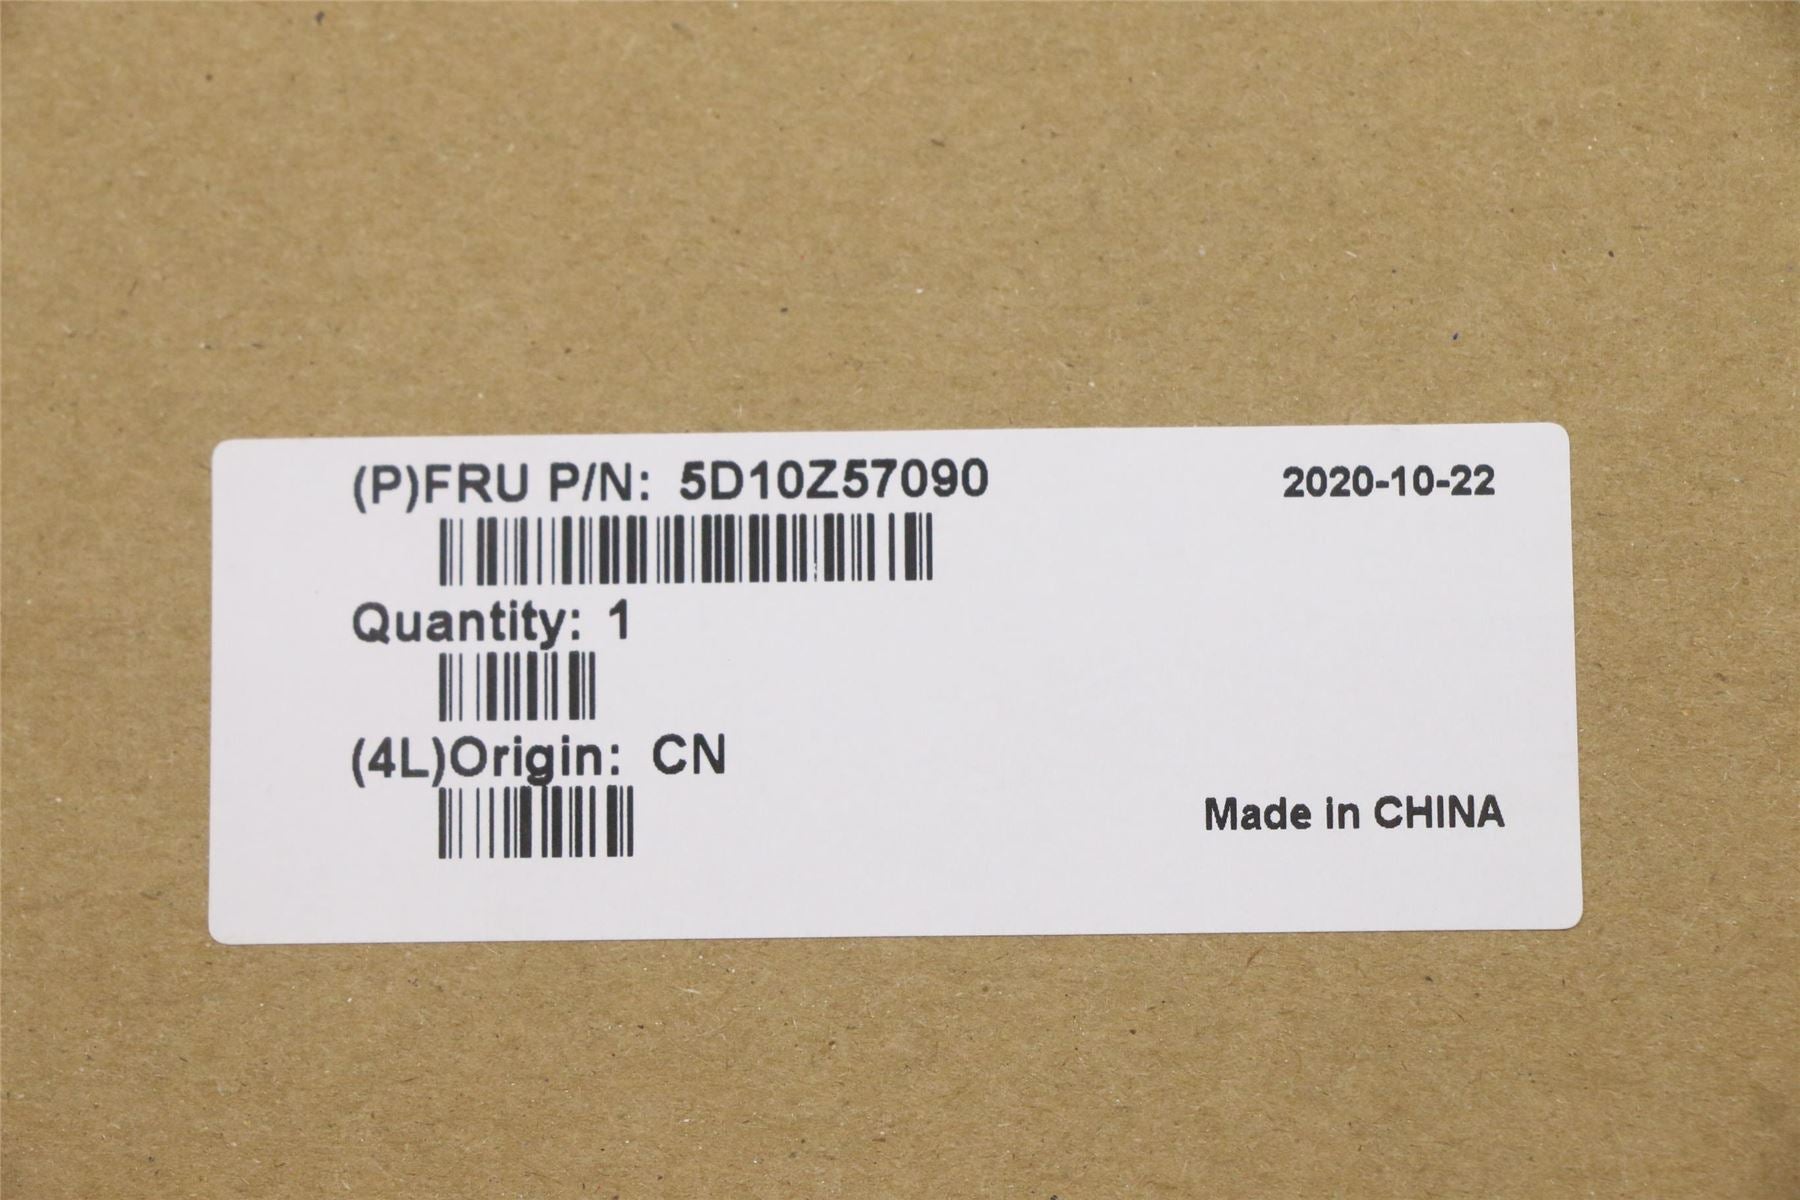 (P)FRU P/N: 5D10Z57090
2020-10-22
Quantity: 1
(4L)Origin: CN
Made in CHINA